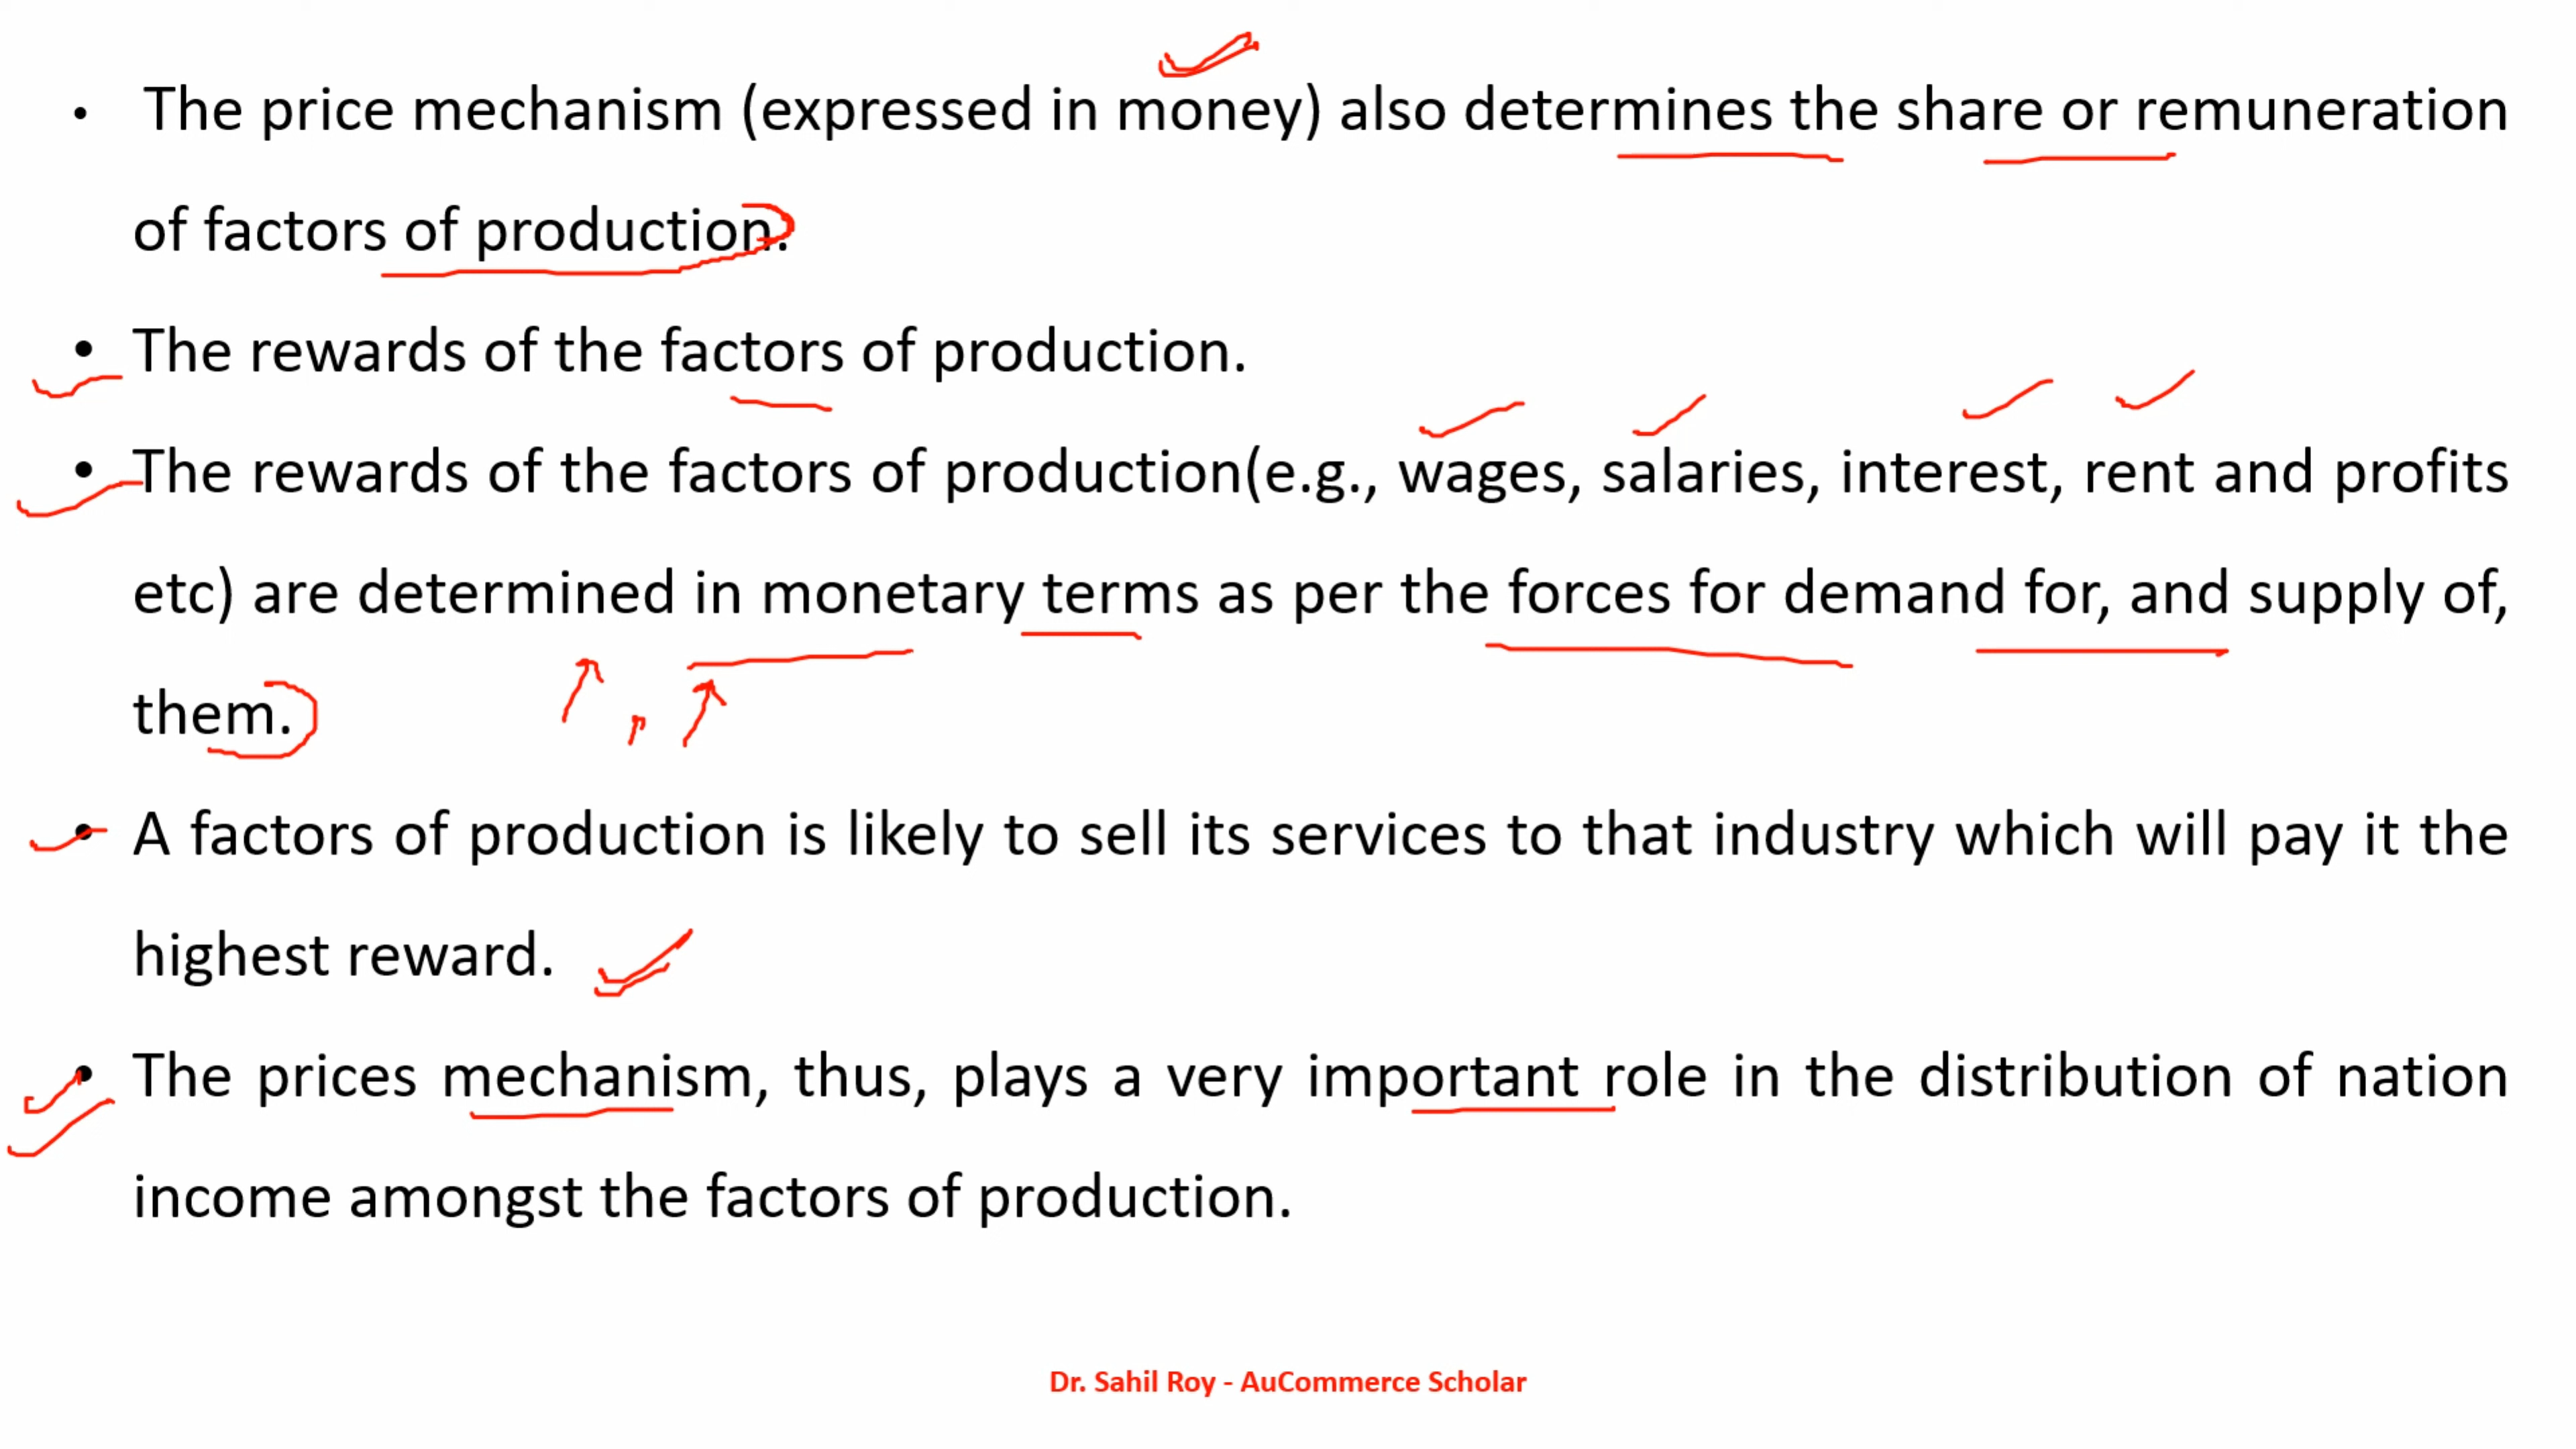 • The price mechanism (expressed in money) also determines the share or remuneration
of factors of production.
• The rewards of the factors of production.
• The rewards of the factors of production(e.g., wages, salaries, interest, rent and profits
etc) are determined in monetary terms as per the forces for demand for, and supply of,
them.
• A factors of production is likely to sell its services to that industry which will pay it the
highest reward.
• The prices mechanism, thus, plays a very important role in the distribution of nation
income amongst the factors of production.
Dr. Sahil Roy - AuCommerce Scholar